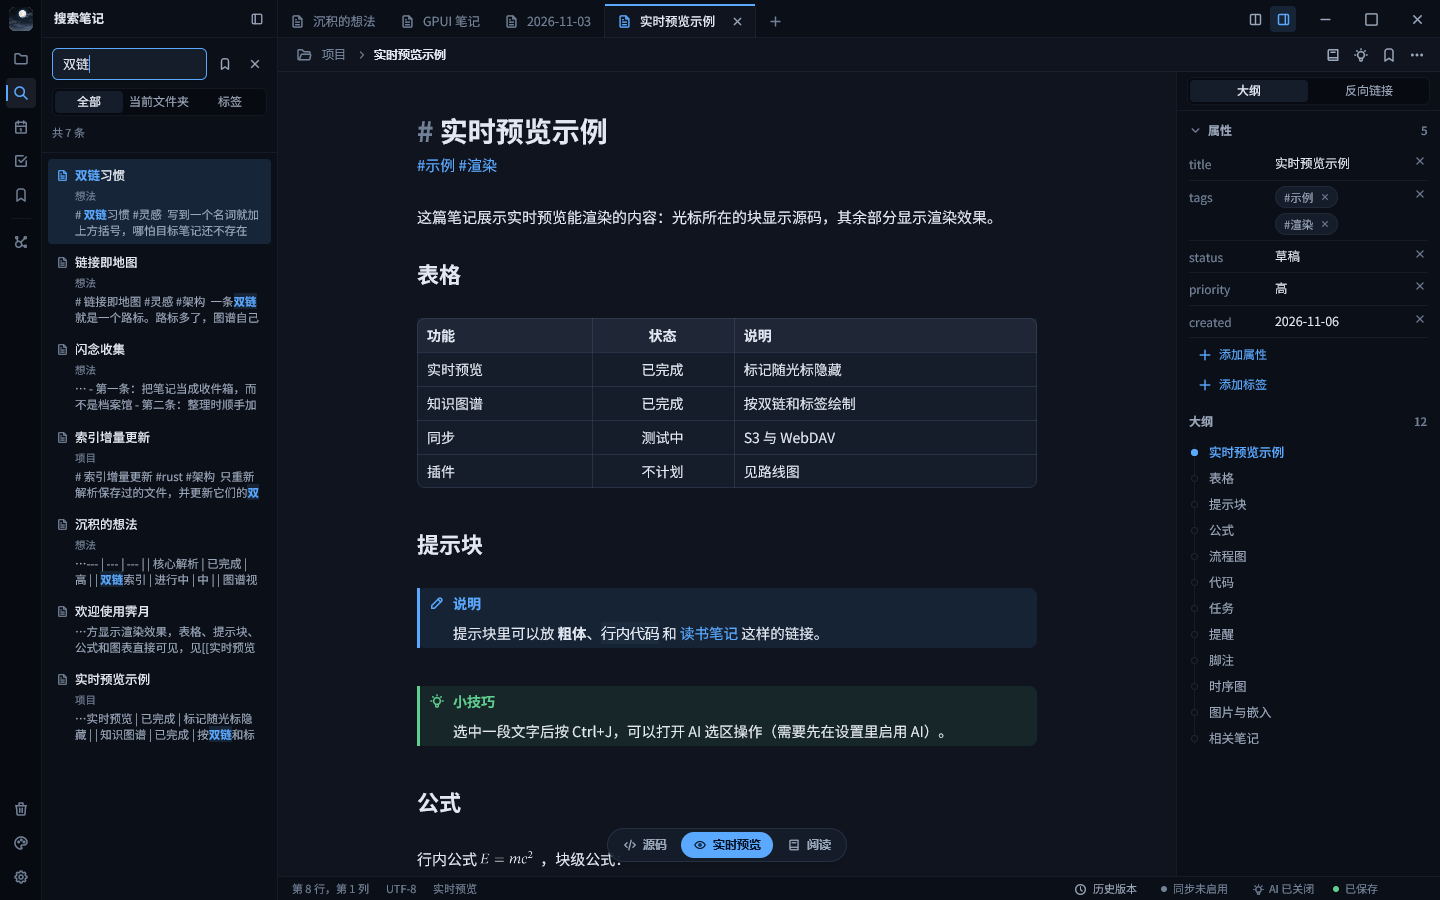 搜索笔记
双链
全部 当前文件夹 标签
共 7 条
双链习惯
想法
# 双链习惯 #灵感 写到一个名词就加
上方括号，哪怕目标笔记还不存在
链接即地图
想法
# 链接即地图 #灵感 #架构 一条双链
就是一个路标。路标多了，图谱自己
闪念收集
想法
··· - 第一条：把笔记当成收件箱，而
不是档案馆 - 第二条：整理时顺手加
索引增量更新
项目
# 索引增量更新 #rust #架构 只重新
解析保存过的文件，并更新它们的双
沉积的想法
想法
···--- | --- | --- | | 核心解析 | 已完成 |
高 | | 双链索引 | 进行中 | 中 | | 图谱视
欢迎使用霁月
···方显示渲染效果，表格、提示块、
公式和图表直接可见，见[[实时预览
实时预览示例
项目
···实时预览 | 已完成 | 标记随光标隐
藏 | | 知识图谱 | 已完成 | 按双链和标
沉积的想法 GPUI 笔记 2026-11-03 实时预览示例
项目 › 实时预览示例
# 实时预览示例
#示例 #渲染
这篇笔记展示实时预览能渲染的内容：光标所在的块显示源码，其余部分显示渲染效果。
表格
功能 状态 说明
实时预览 已完成 标记随光标隐藏
知识图谱 已完成 按双链和标签绘制
同步 测试中 S3 与 WebDAV
插件 不计划 见路线图
提示块
说明
提示块里可以放 粗体、行内代码 和 读书笔记 这样的链接。
小技巧
选中一段文字后按 Ctrl+J，可以打开 AI 选区操作（需要先在设置里启用 AI）。
公式
行内公式 E = mc² ，块级公式：
源码 实时预览 阅读
大纲 反向链接
属性 5
title 实时预览示例
tags #示例
#渲染
status 草稿
priority 高
created 2026-11-06
添加属性
添加标签
大纲 12
实时预览示例
表格
提示块
公式
流程图
代码
任务
提醒
脚注
时序图
图片与嵌入
相关笔记
第 8 行，第 1 列 UTF-8 实时预览
历史版本 同步未启用 AI 已关闭 已保存